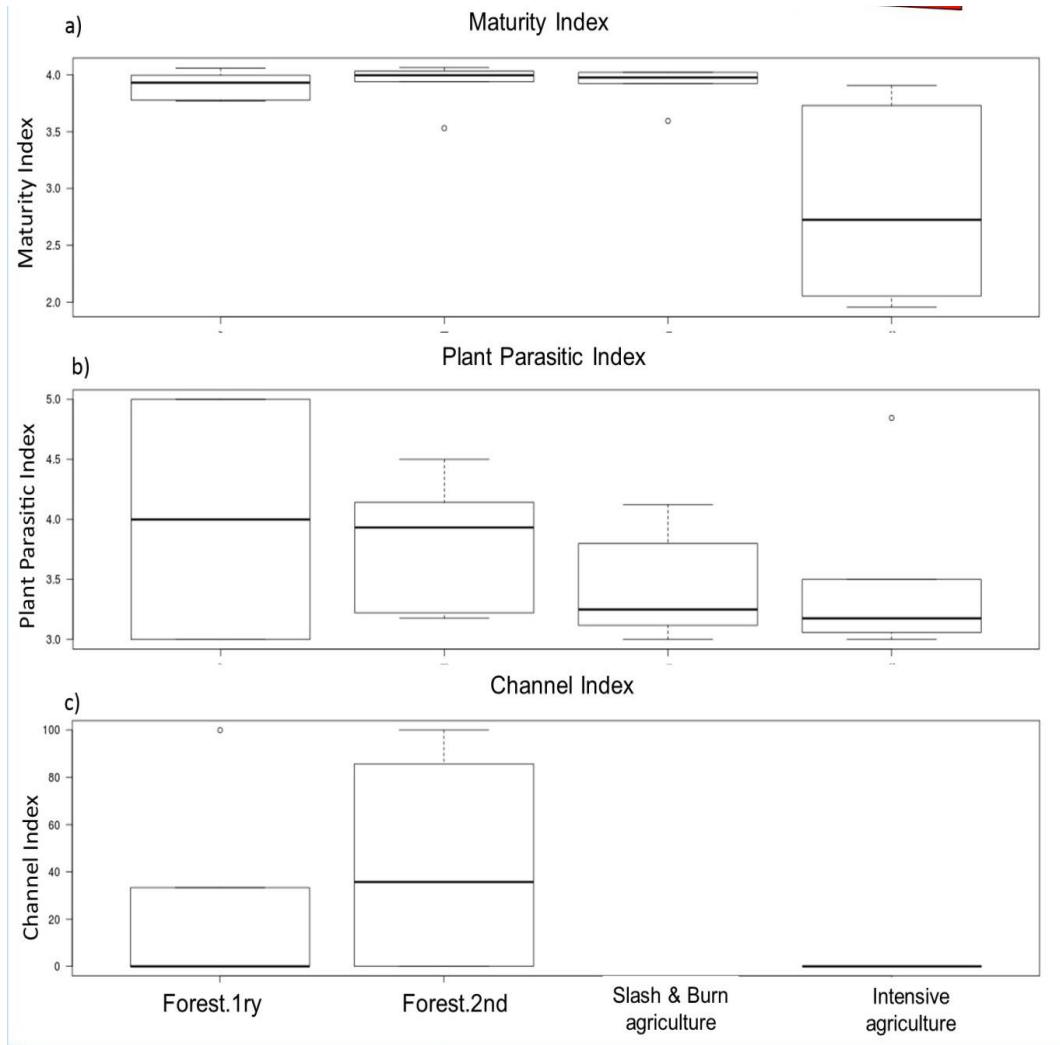 a)
Maturity Index
Maturity Index
4.0
3.5
3.0
2.5
2.0
b)
Plant Parasitic Index
Plant Parasitic Index
5.0
4.5
4.0
3.5
3.0
c)
Channel Index
Channel Index
100
80
60
40
20
0
Forest.1ry
Forest.2nd
Slash & Burn
agriculture
Intensive
agriculture